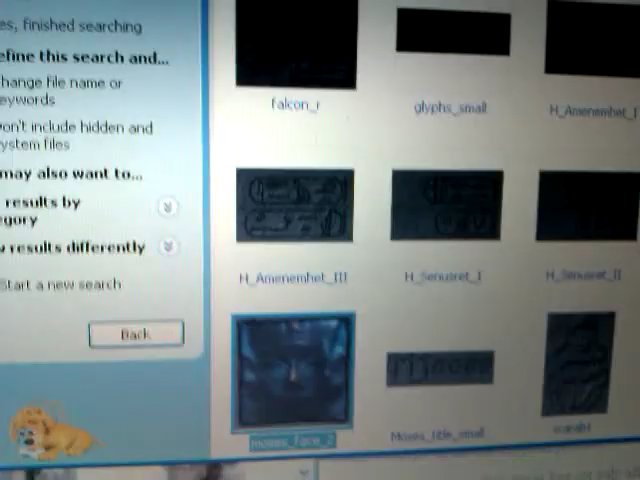 es, finished searching
efine this search and...
hange file name or
eywords
on't include hidden and
ystem files
may also want to...
results by
egory
v results differently
Start a new search
Back
falcon_r
glyphs_small
H_Amenemhet_I
H_Amenemhet_III
H_Senusret_I
H_Senusret_II
moses_face_2
Moses_title_small
scarab1